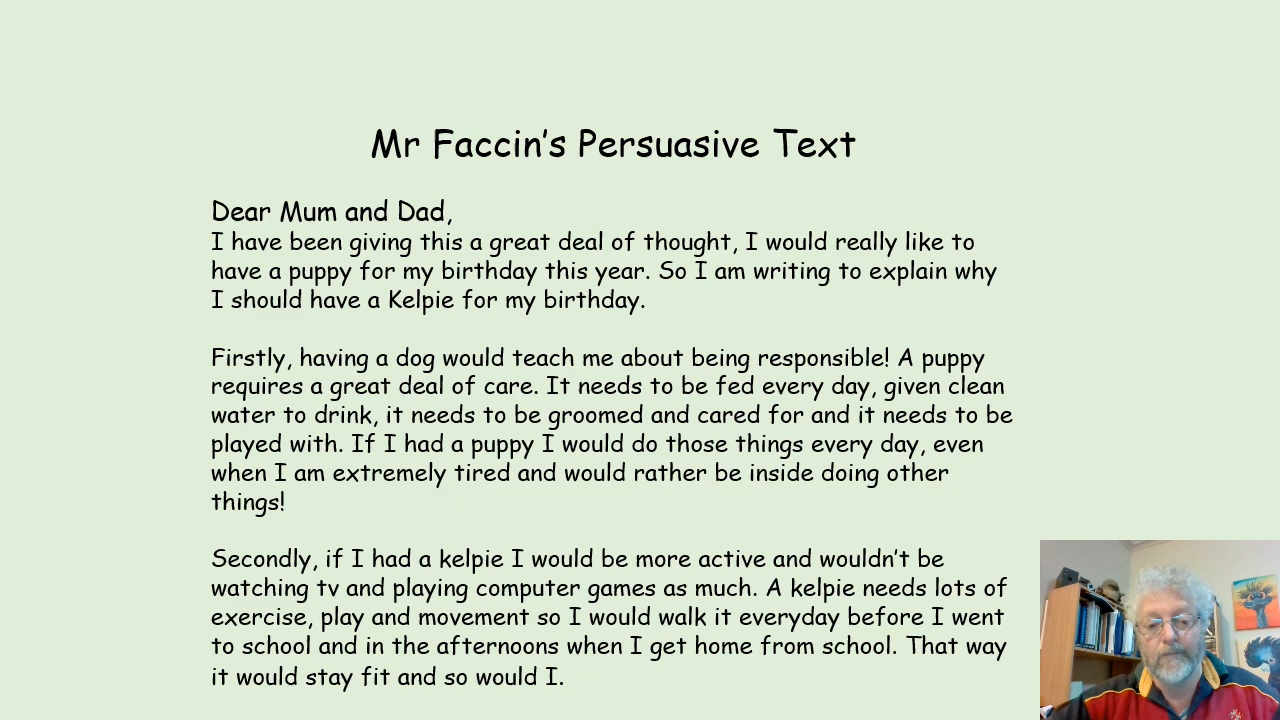 Mr Faccin’s Persuasive Text
Dear Mum and Dad,
I have been giving this a great deal of thought, I would really like to
have a puppy for my birthday this year. So I am writing to explain why
I should have a Kelpie for my birthday.
Firstly, having a dog would teach me about being responsible! A puppy
requires a great deal of care. It needs to be fed every day, given clean
water to drink, it needs to be groomed and cared for and it needs to be
played with. If I had a puppy I would do those things every day, even
when I am extremely tired and would rather be inside doing other
things!
Secondly, if I had a kelpie I would be more active and wouldn’t be
watching tv and playing computer games as much. A kelpie needs lots of
exercise, play and movement so I would walk it everyday before I went
to school and in the afternoons when I get home from school. That way
it would stay fit and so would I.